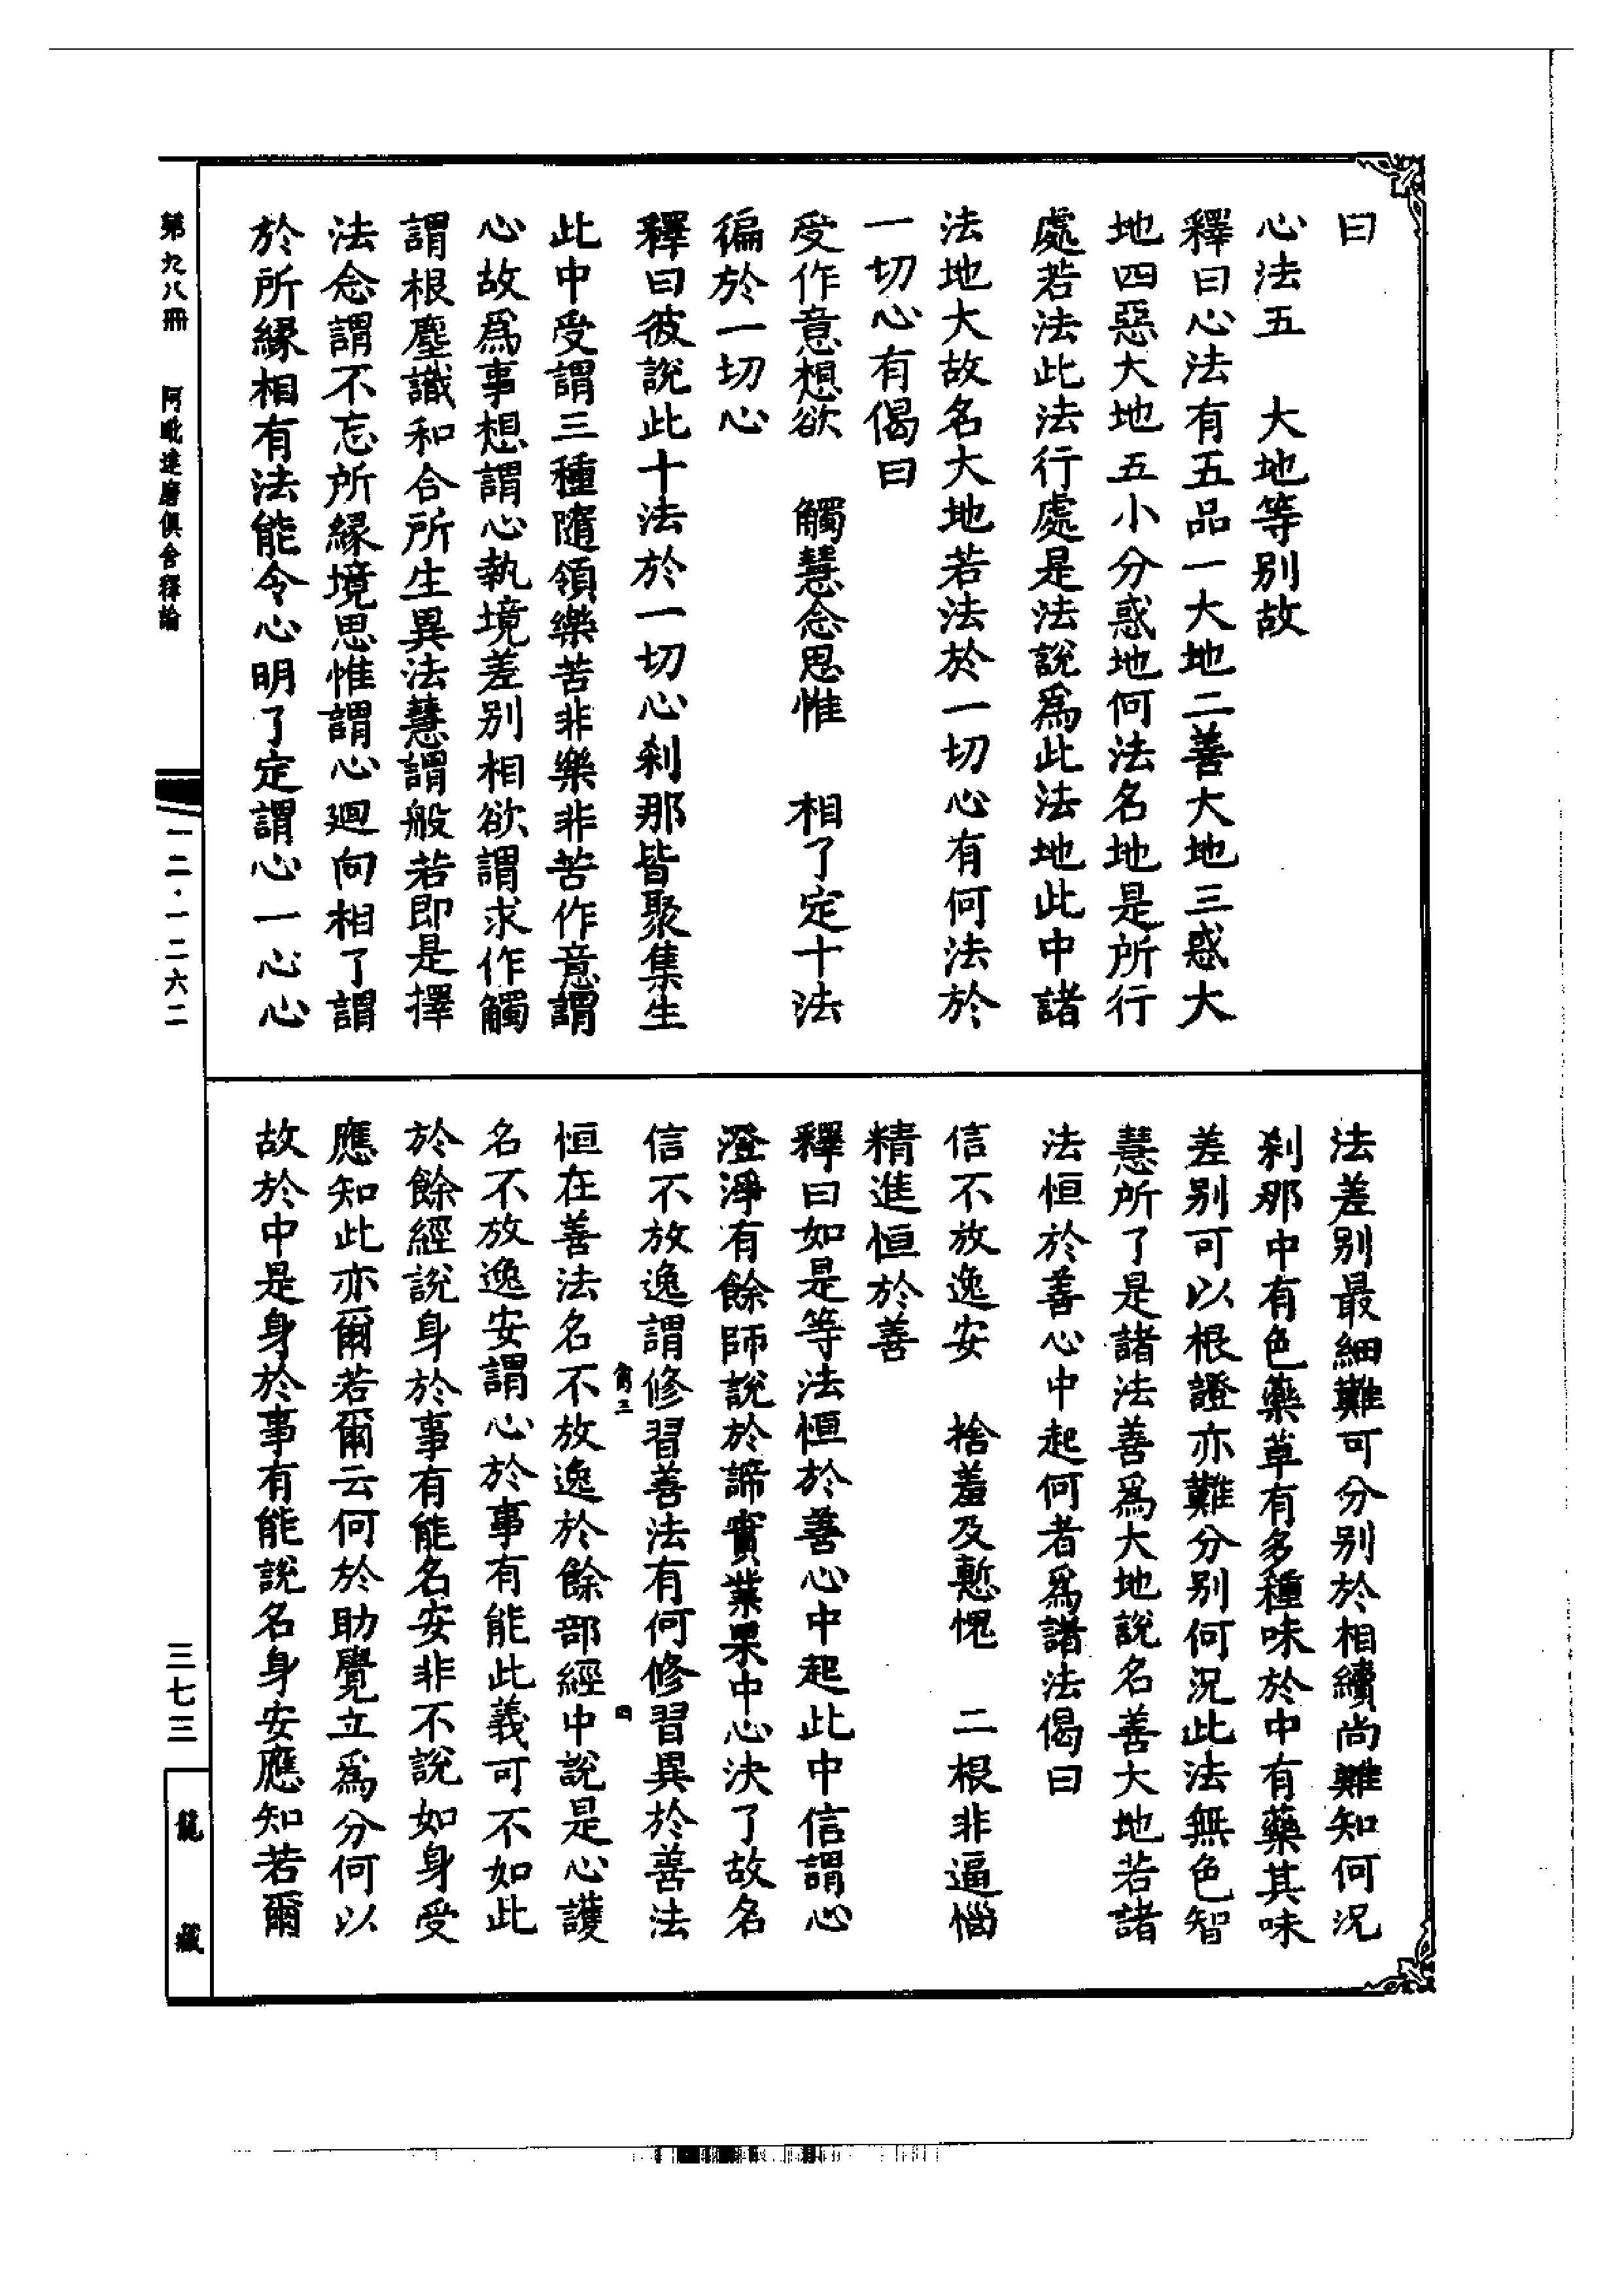 曰
心法五　大地等別故
釋曰心法有五品一大地二善大地三惑大
地四惡大地五小分惑地何法名地是所行
處若法此法行處是法說爲此法地此中諸
法地大故名大地若法於一切心有何法於
一切心有偈曰
受作意想欲　觸慧念思惟　相了定十法
徧於一切心
釋曰彼說此十法於一切心刹那皆聚集生
此中受謂三種隨領樂苦非樂非苦作意謂
心故爲事想謂心執境差別相欲謂求作觸
謂根塵識和合所生異法慧謂般若即是擇
法念謂不忘所緣境思惟謂心迴向相了謂
於所緣相有法能令心明了定謂心一心心
法差別最細難可分別於相續尚難知何況
刹那中有色藥草有多種味於中有藥其味
差別可以根證亦難分別何況此法無色智
慧所了是諸法善爲大地說名善大地若諸
法恒於善心中起何者爲諸法偈曰
信不放逸安　捨羞及慙愧　二根非逼惱
精進恒於善
釋曰如是等法恒於善心中起此中信謂心
澄淨有餘師說於諦實業果中心決了故名
信不放逸謂修習善法有何修習異於善法
三　四
恒在善法名不放逸於餘部經中說是心護
名不放逸安謂心於事有能此義可不如此
於餘經說身於事有能名安非不說如身受
應知此亦爾若爾云何於助覺立爲分何以
故於中是身於事有能說名身安應知若爾
第九八冊　阿毗達磨俱舍釋論
一二·一二六二
三七三
龍藏